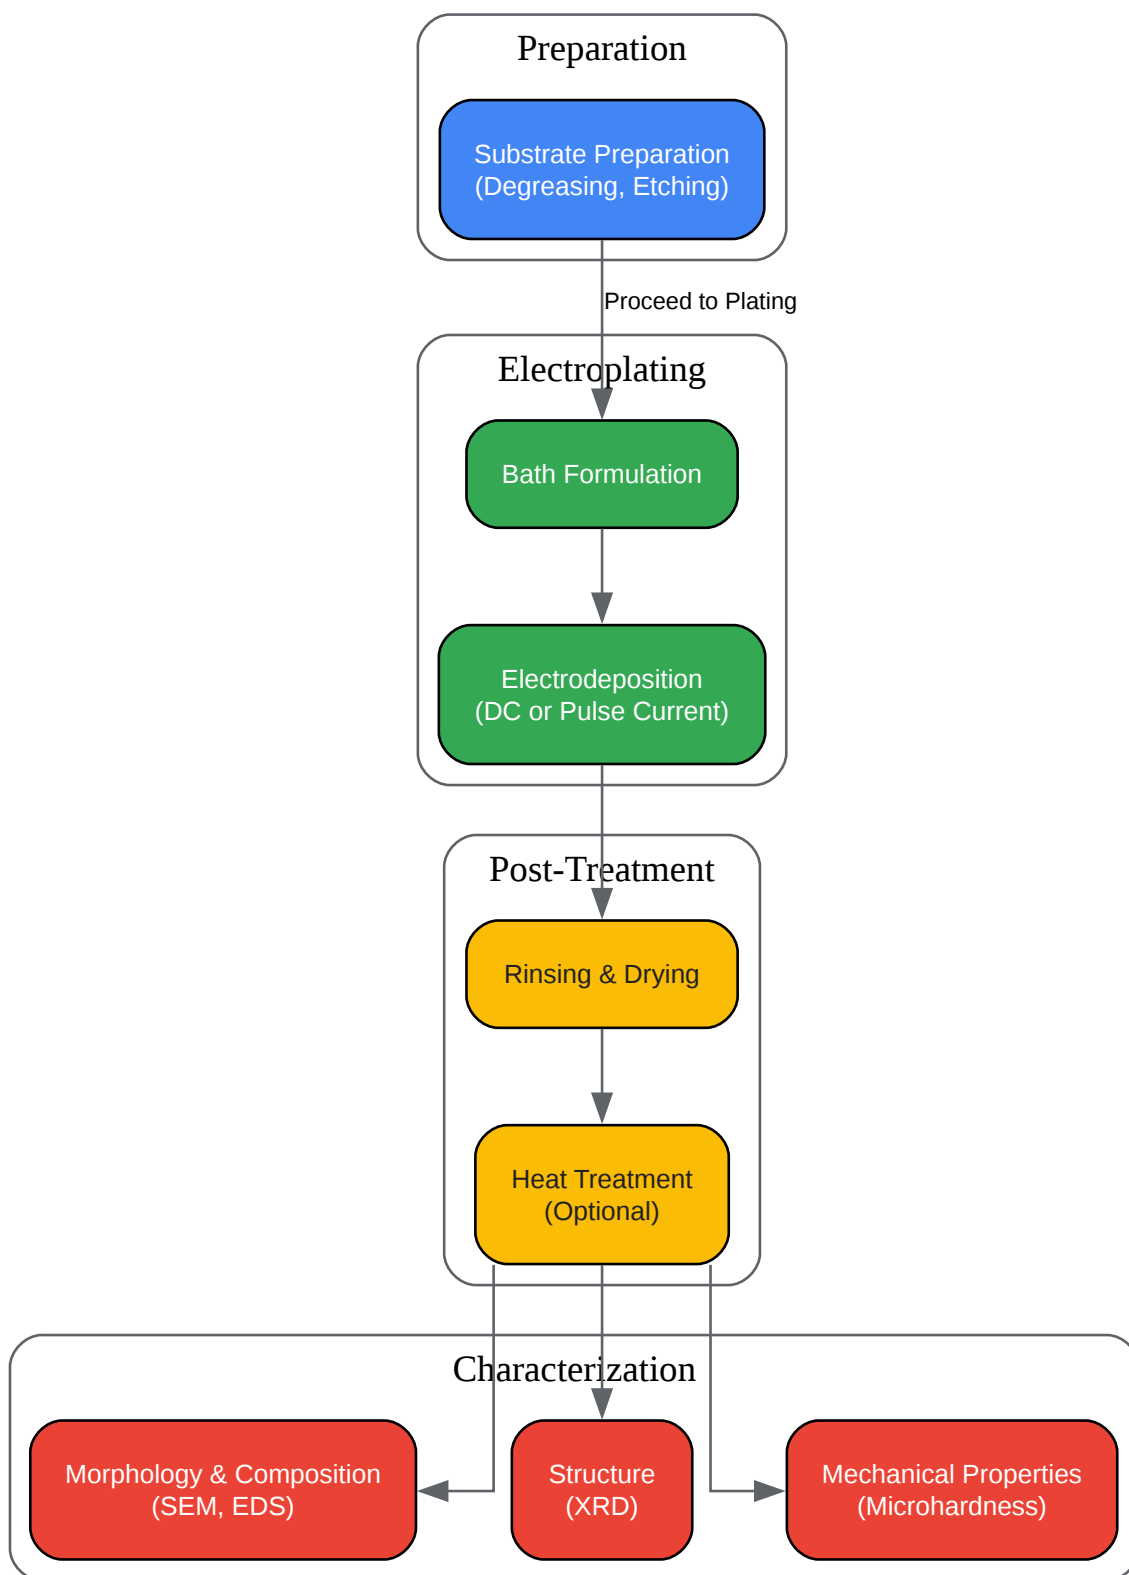 Preparation
Substrate Preparation
(Degreasing, Etching)
Proceed to Plating
Electroplating
Bath Formulation
Electrodeposition
(DC or Pulse Current)
Post-Treatment
Rinsing & Drying
Heat Treatment
(Optional)
Characterization
Morphology & Composition
(SEM, EDS)
Structure
(XRD)
Mechanical Properties
(Microhardness)